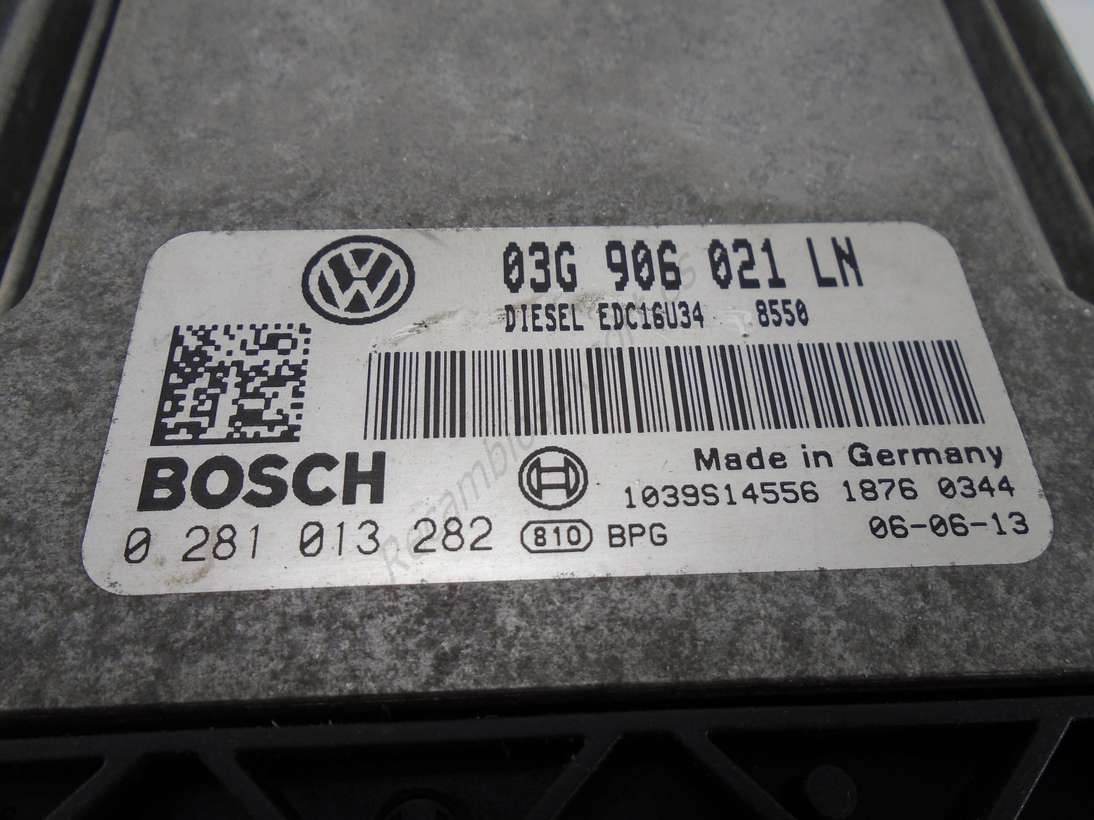 03G 906 021 LN
DIESEL EDC16U34 8550
BOSCH
Made in Germany
1039S14556 1876 0344
0 281 013 282 810 BPG 06-06-13